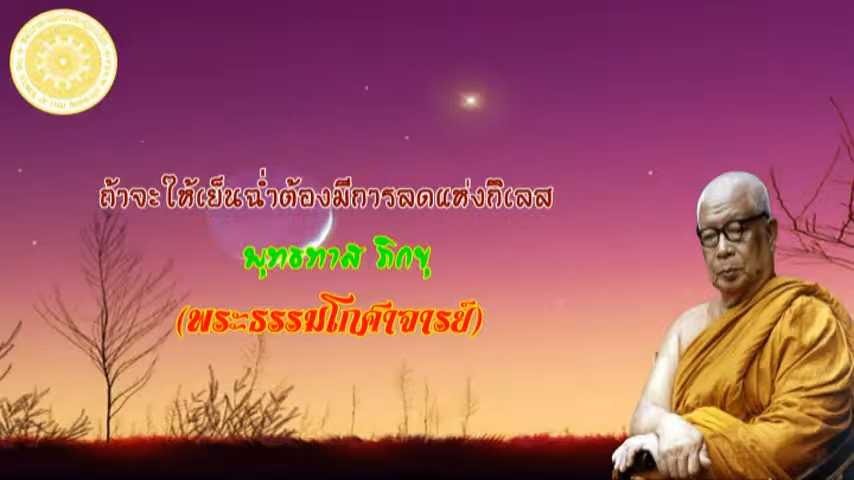 ถ้าจะให้เย็นฉ่ำต้องมีการลดแห่งกิเลส
พุทธทาส ภิกขุ
(พระธรรมโกศาจารย์)